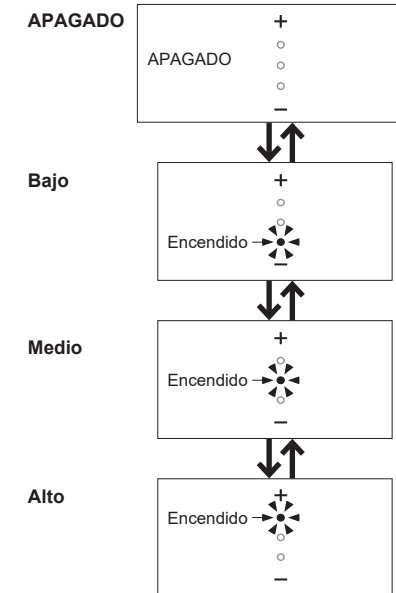 APAGADO
+
APAGADO
−
Bajo
+
Encendido
−
Medio
+
Encendido
−
Alto
+
Encendido
−